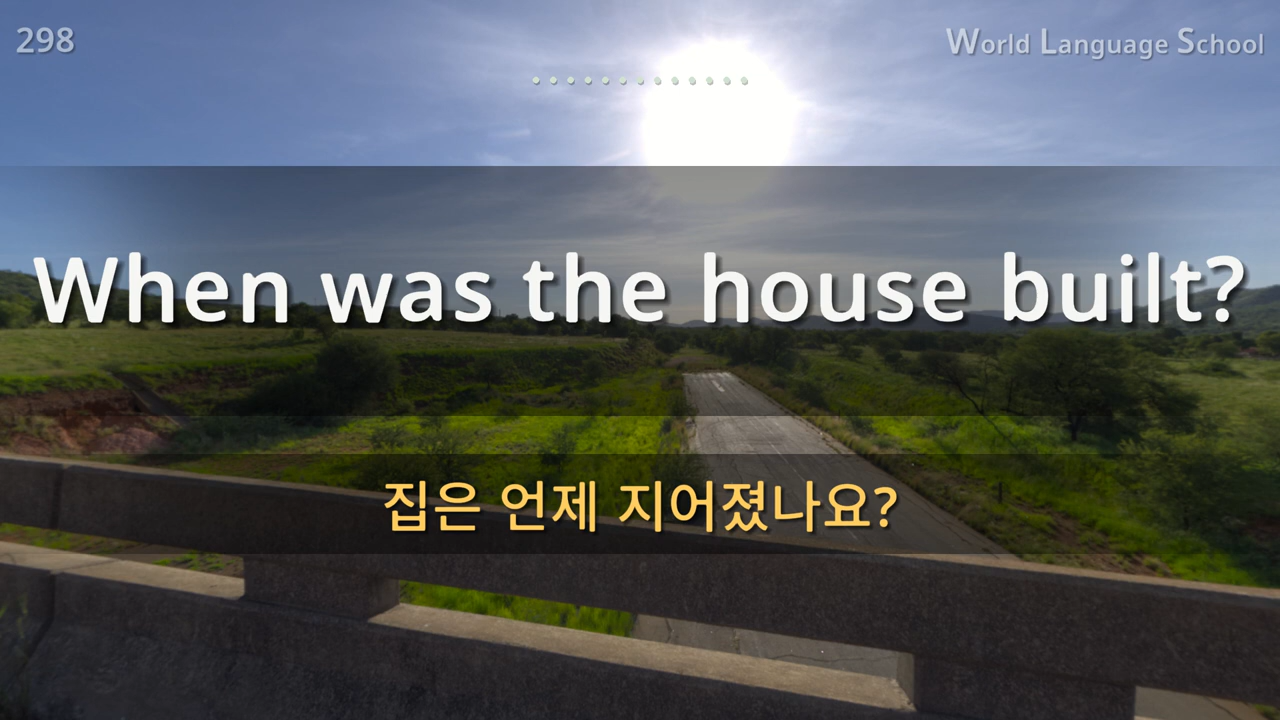 298
World Language School
When was the house built?
집은 언제 지어졌나요?